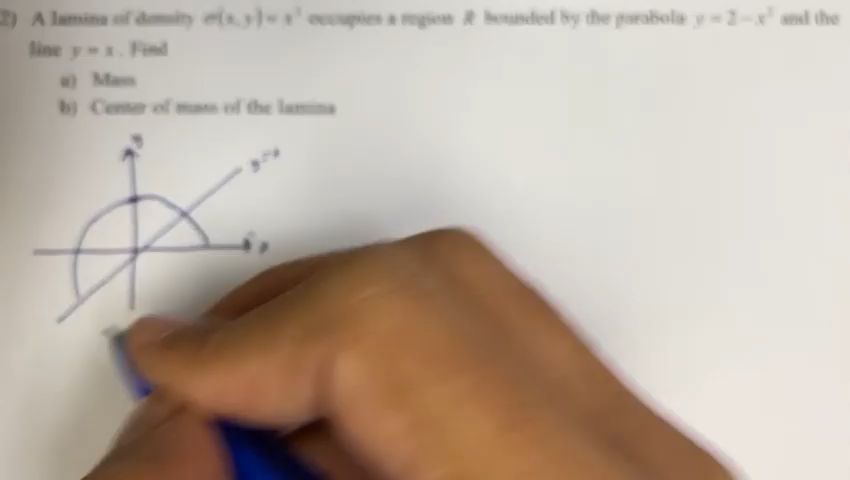 2) A lamina of density σ(x, y) = x² occupies a region R bounded by the parabola y = 2 − x² and the
line y = x. Find
a) Mass
b) Center of mass of the lamina
y
y=x
x